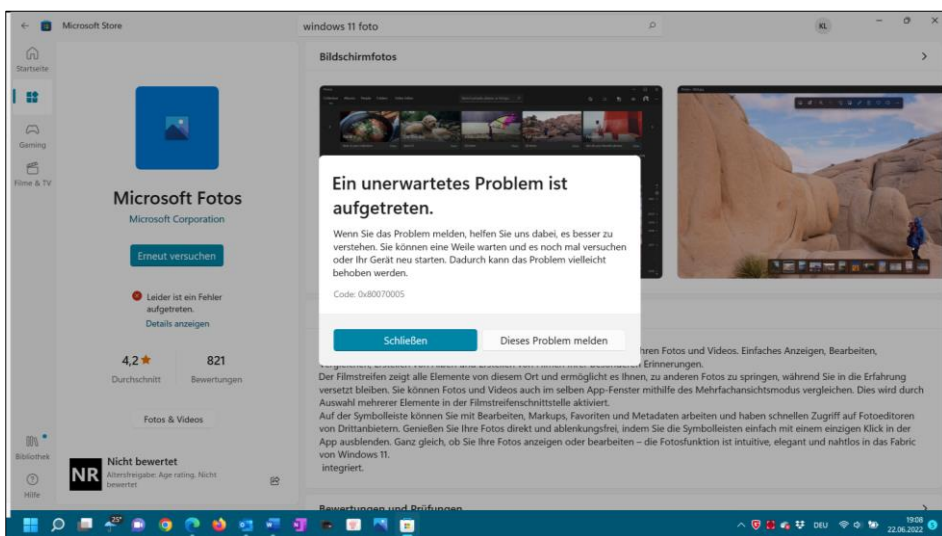 Microsoft Store
windows 11 foto
KL
Startseite
Gaming
Filme & TV
Bibliothek
Hilfe
Microsoft Fotos
Microsoft Corporation
Erneut versuchen
Leider ist ein Fehler
aufgetreten.
Details anzeigen
4,2
821
Durchschnitt
Bewertungen
Fotos & Videos
NR
Nicht bewertet
Altersfreigabe: Age rating. Nicht
bewertet
Bildschirmfotos
Ein unerwartetes Problem ist
aufgetreten.
Wenn Sie das Problem melden, helfen Sie uns dabei, es besser zu
verstehen. Sie können eine Weile warten und es noch mal versuchen
oder Ihr Gerät neu starten. Dadurch kann das Problem vielleicht
behoben werden.
Code: 0x80070005
Schließen
Dieses Problem melden
hren Fotos und Videos. Einfaches Anzeigen, Bearbeiten,
Erinnerungen.
Der Filmstreifen zeigt alle Elemente von diesem Ort und ermöglicht es Ihnen, zu anderen Fotos zu springen, während Sie in die Erfahrung
versetzt bleiben. Sie können Fotos und Videos auch im selben App-Fenster mithilfe des Mehrfachansichtsmodus vergleichen. Dies wird durch
Auswahl mehrerer Elemente in der Filmstreifenschnittstelle aktiviert.
Auf der Symbolleiste können Sie mit Bearbeiten, Markups, Favoriten und Metadaten arbeiten und haben schnellen Zugriff auf Fotoeditoren
von Drittanbietern. Genießen Sie Ihre Fotos direkt und ablenkungsfrei, indem Sie die Symbolleisten einfach mit einem einzigen Klick in der
App ausblenden. Ganz gleich, ob Sie Ihre Fotos anzeigen oder bearbeiten – die Fotosfunktion ist intuitive, elegant und nahtlos in das Fabric
von Windows 11.
integriert.
Bewertungen und Prüfungen
25°
DEU
19:08
22.06.2022